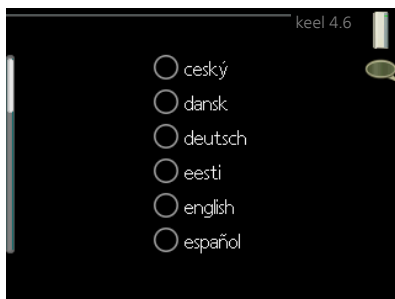 keel 4.6
ceský
dansk
deutsch
eesti
english
español